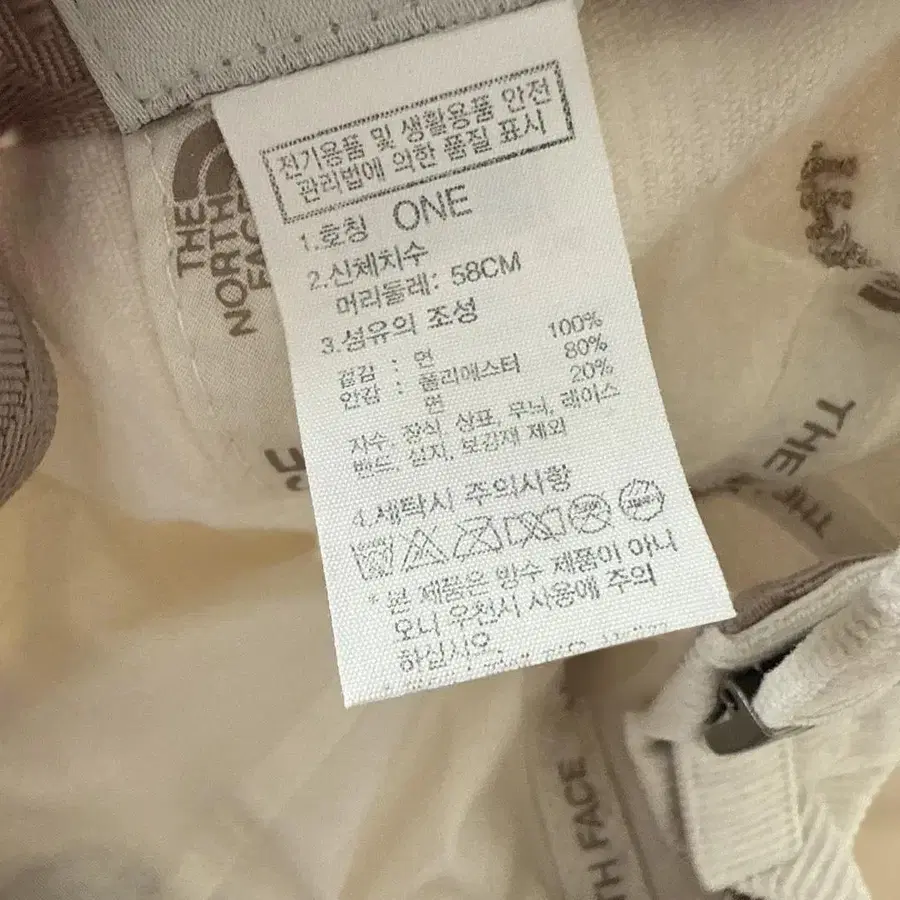 전기용품 및 생활용품 안전
관리법에 의한 품질 표시
1.호칭 ONE
2.신체치수
머리둘레: 58CM
3.섬유의 조성
겉감 : 면 100%
안감 : 폴리에스터 80%
면 20%
자수, 장식 상표, 무늬, 레이스
밴드, 심지, 보강재 제외
4.세탁시 주의사항
* 본 제품은 방수 제품이 아니
오니 우천시 사용에 주의
하십시오.
THE
NORTH
FACE
THE
THE
TH FACE